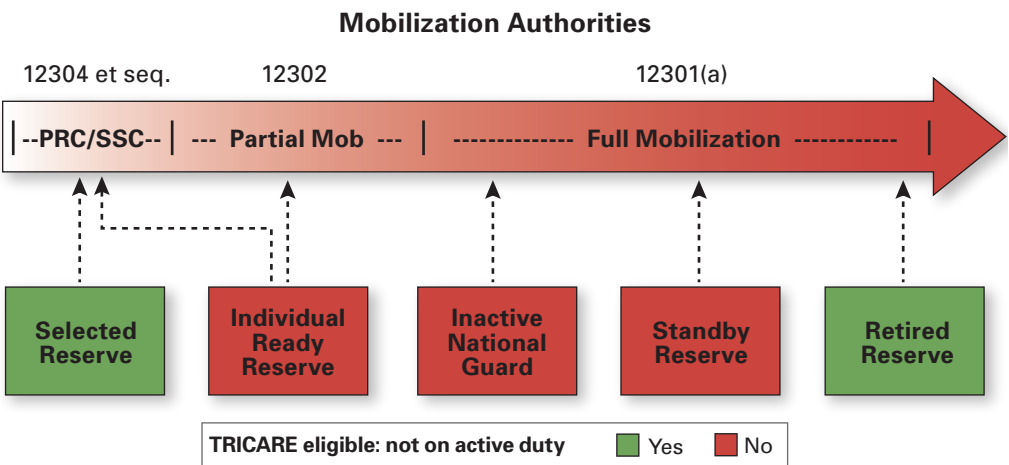 Mobilization Authorities
12304 et seq. 12302 12301(a)
|--PRC/SSC--| --- Partial Mob --- | ------------- Full Mobilization ------------ |
Selected
Reserve
Individual
Ready
Reserve
Inactive
National
Guard
Standby
Reserve
Retired
Reserve
TRICARE eligible: not on active duty Yes No